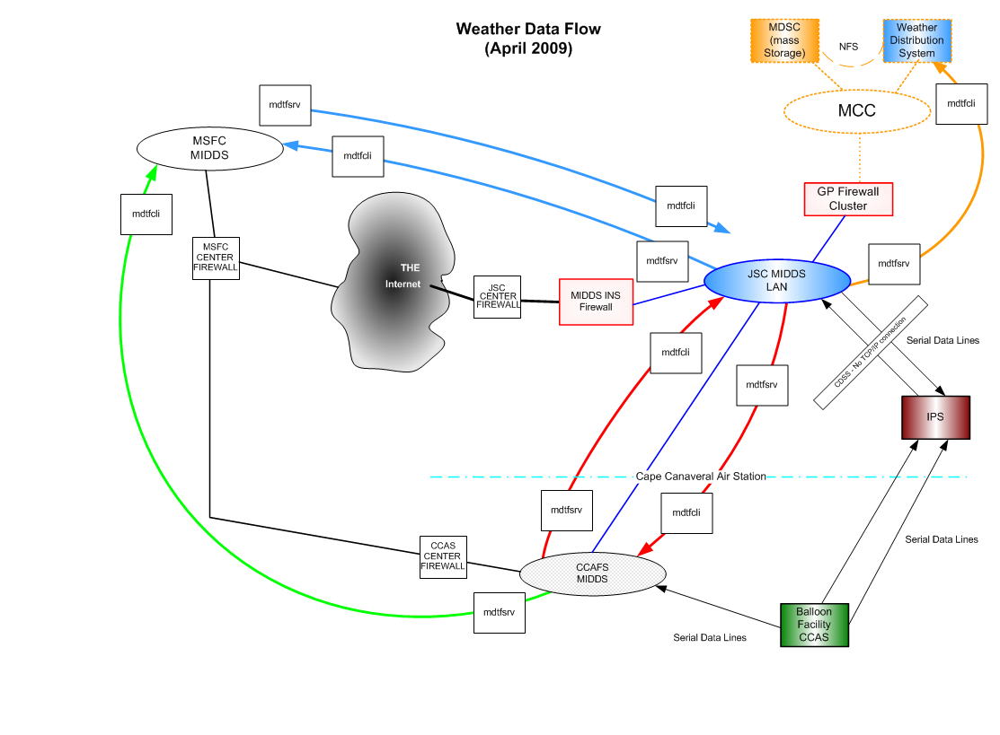 Weather Data Flow
(April 2009)
MDSC
(mass
Storage)
NFS
Weather
Distribution
System
mdtfsrv
mdtfcli
MCC
MSFC
MIDDS
mdtfcli
GP Firewall
Cluster
mdtfcli
mdtfcli
MSFC
CENTER
FIREWALL
THE
Internet
mdtfsrv
mdtfsrv
JSC MIDDS
LAN
JSC
CENTER
FIREWALL
MIDDS INS
Firewall
CDSS - No TCP/IP connection
Serial Data Lines
mdtfcli
mdtfsrv
IPS
Cape Canaveral Air Station
mdtfsrv
mdtfcli
Serial Data Lines
CCAS
CENTER
FIREWALL
CCAFS
MIDDS
mdtfsrv
Balloon
Facility
CCAS
Serial Data Lines